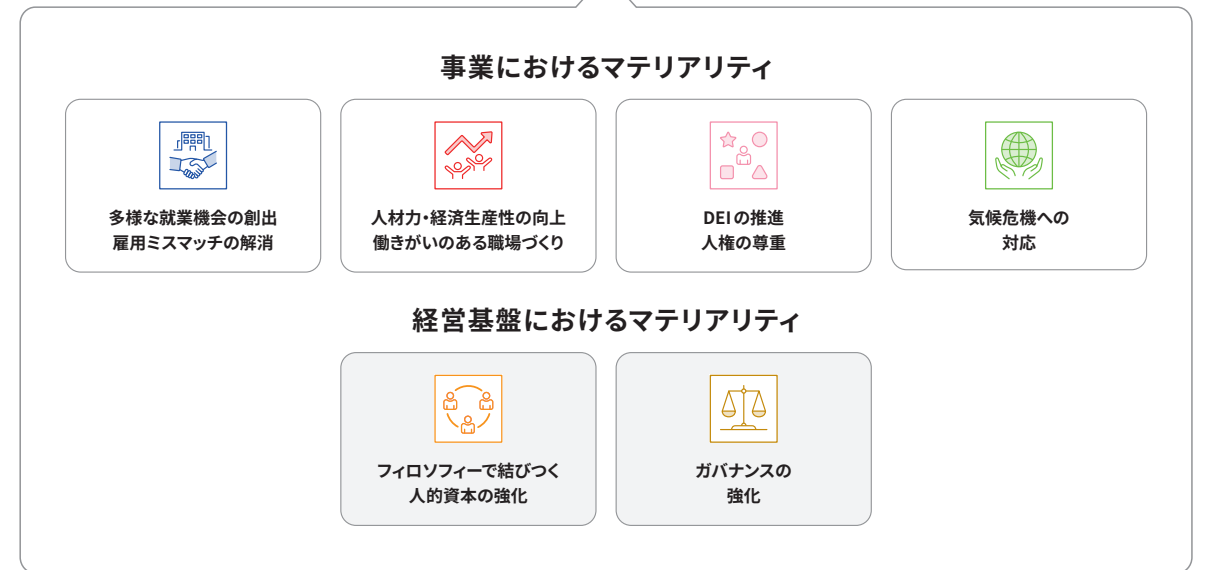 事業におけるマテリアリティ
多様な就業機会の創出
雇用ミスマッチの解消
人材力・経済生産性の向上
働きがいのある職場づくり
DEIの推進
人権の尊重
気候危機への
対応
経営基盤におけるマテリアリティ
フィロソフィーで結びつく
人的資本の強化
ガバナンスの
強化